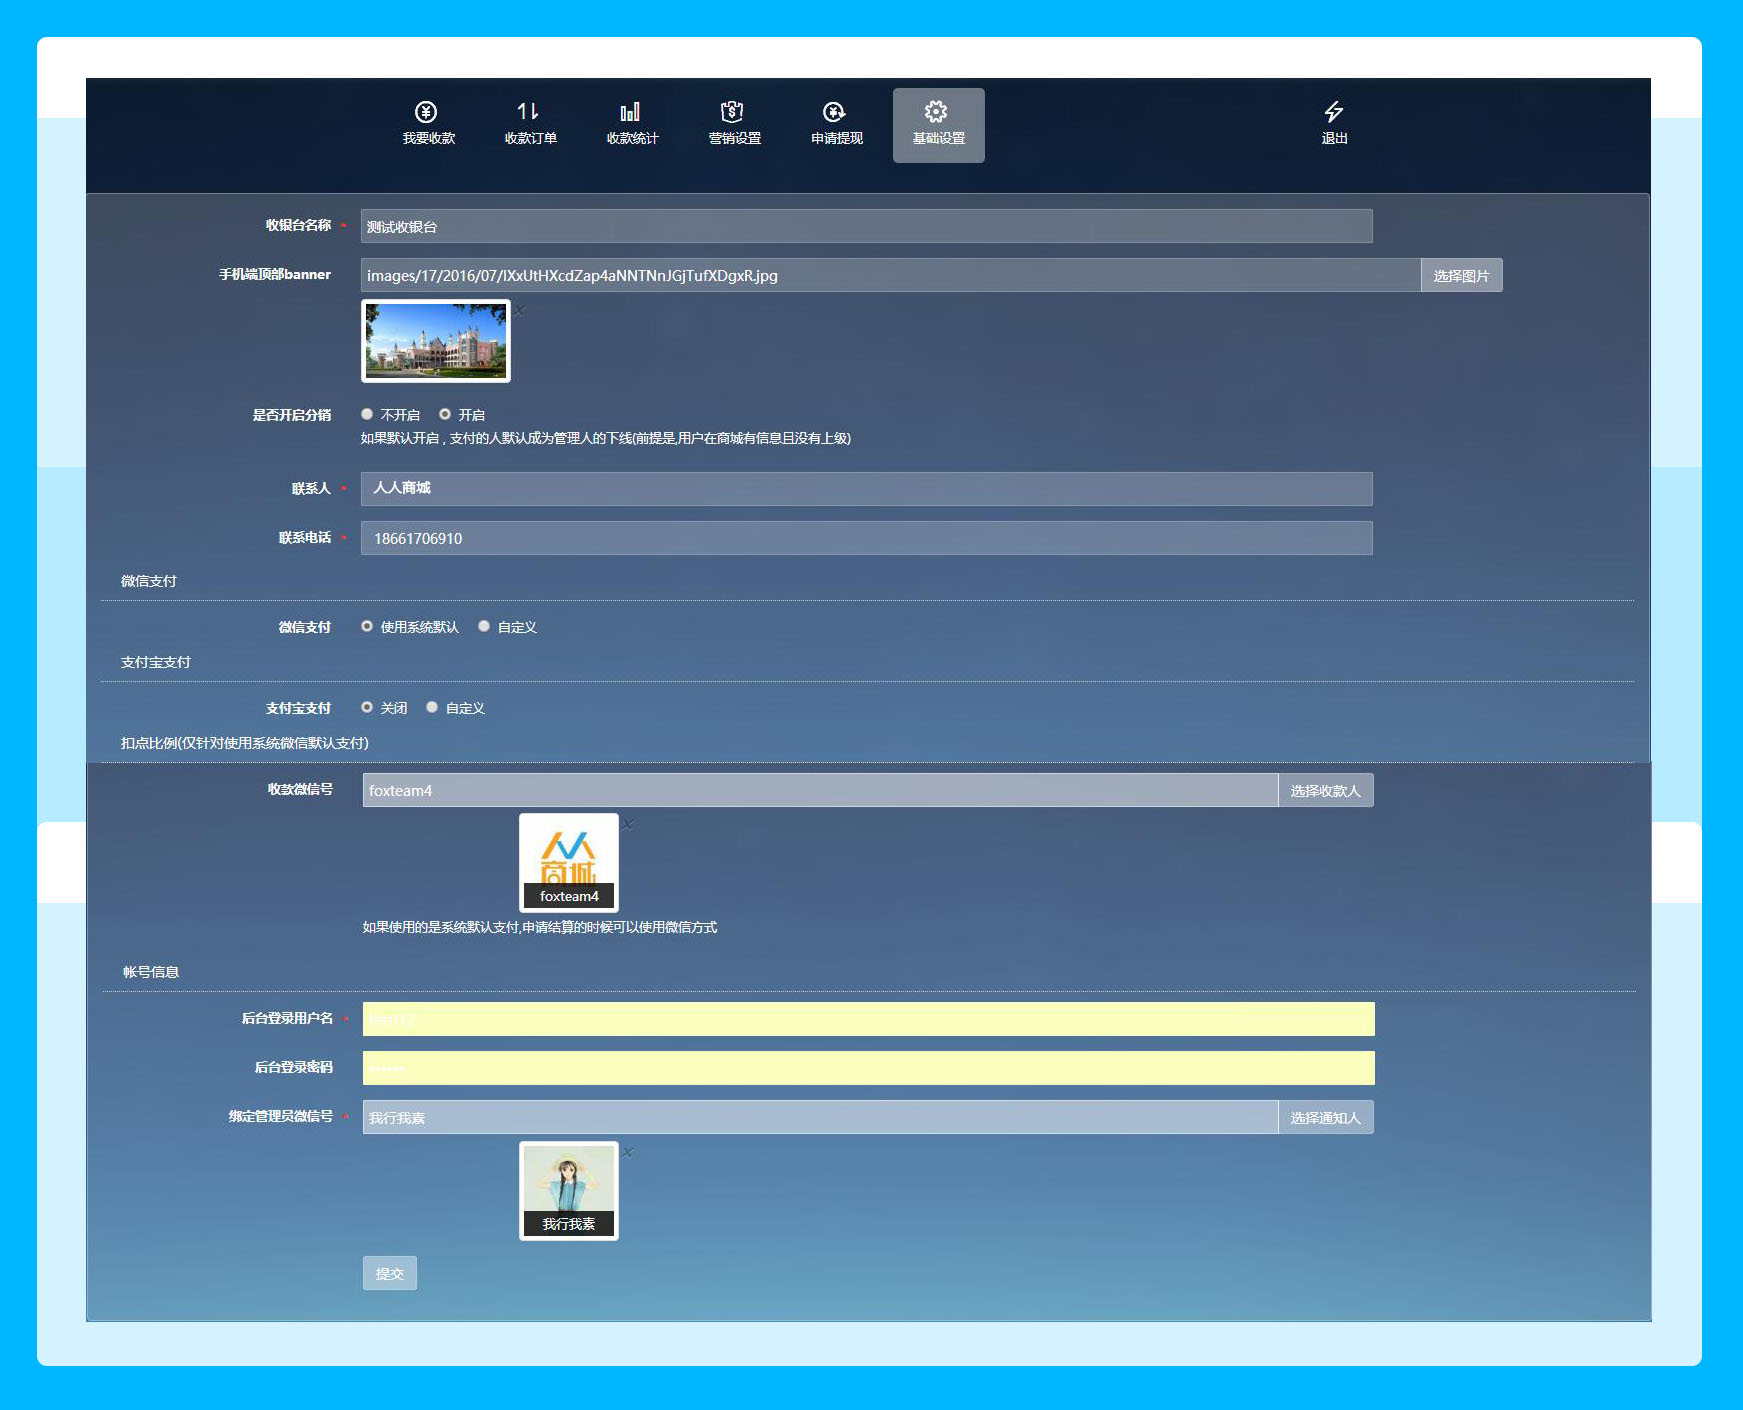 我要收款 收款订单 收款统计 营销设置 申请提现 基础设置 退出
收银台名称 测试收银台
手机端顶部banner images/17/2016/07/IXxUtHXcdZap4aNNTNnJGjTufXDgxR.jpg 选择图片
是否开启分销 不开启 开启
如果默认开启 , 支付的人默认成为管理人的下线(前提是,用户在商城有信息且没有上级)
联系人 人人商城
联系电话 18661706910
微信支付
微信支付 使用系统默认 自定义
支付宝支付
支付宝支付 关闭 自定义
扣点比例(仅针对使用系统微信默认支付)
收款微信号 foxteam4 选择收款人
商城
foxteam4
如果使用的是系统默认支付,申请结算的时候可以使用微信方式
帐号信息
后台登录用户名
后台登录密码
绑定管理员微信号 我行我素 选择通知人
我行我素
提交